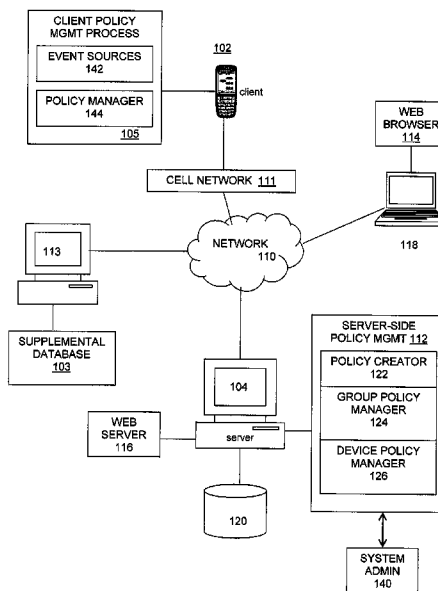 CLIENT POLICY
MGMT PROCESS
EVENT SOURCES
142
POLICY MANAGER
144
105
102
client
WEB
BROWSER
114
CELL NETWORK 111
118
NETWORK
110
113
SUPPLEMENTAL
DATABASE
103
SERVER-SIDE
POLICY MGMT 112
POLICY CREATOR
122
GROUP POLICY
MANAGER
124
DEVICE POLICY
MANAGER
126
104
server
WEB
SERVER
116
120
SYSTEM
ADMIN
140